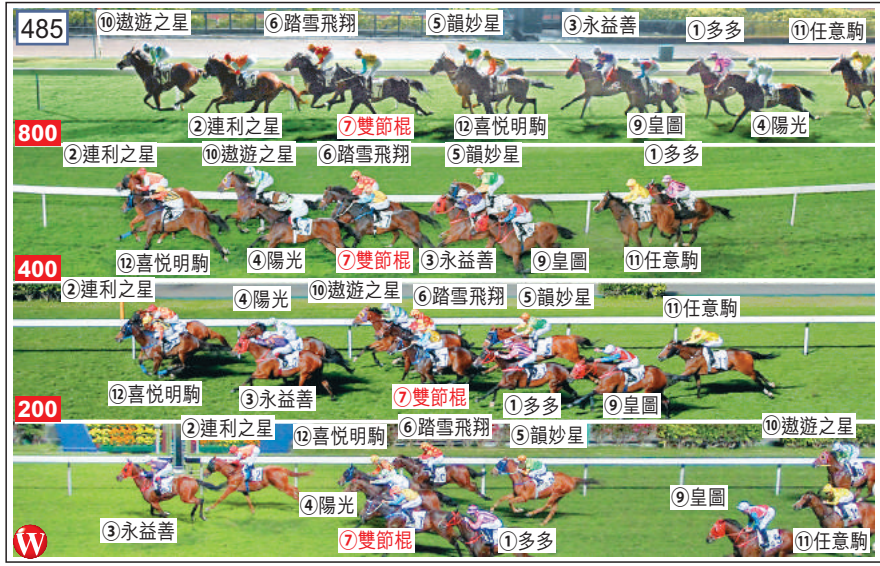 485
⑩遨遊之星 ⑥踏雪飛翔 ⑤韻妙星 ③永益善 ①多多 ⑪任意駒
800 ②連利之星 ⑦雙節棍 ⑫喜悦明駒 ⑨皇圖 ④陽光
②連利之星 ⑩遨遊之星 ⑥踏雪飛翔 ⑤韻妙星 ①多多
400 ⑫喜悦明駒 ④陽光 ⑦雙節棍 ③永益善 ⑨皇圖 ⑪任意駒
②連利之星 ④陽光 ⑩遨遊之星 ⑥踏雪飛翔 ⑤韻妙星 ⑪任意駒
200 ⑫喜悦明駒 ③永益善 ⑦雙節棍 ①多多 ⑨皇圖
②連利之星 ⑫喜悦明駒 ⑥踏雪飛翔 ⑤韻妙星 ⑩遨遊之星
③永益善 ④陽光 ⑦雙節棍 ①多多 ⑨皇圖 ⑪任意駒
W